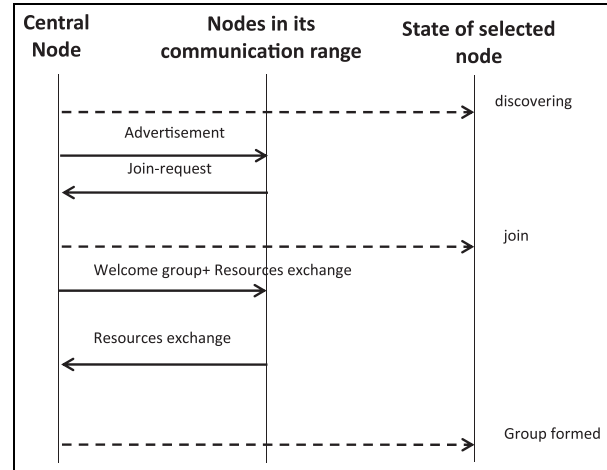 Central
Node
Nodes in its
communication range
State of selected
node
discovering
Advertisement
Join-request
join
Welcome group+ Resources exchange
Resources exchange
Group formed